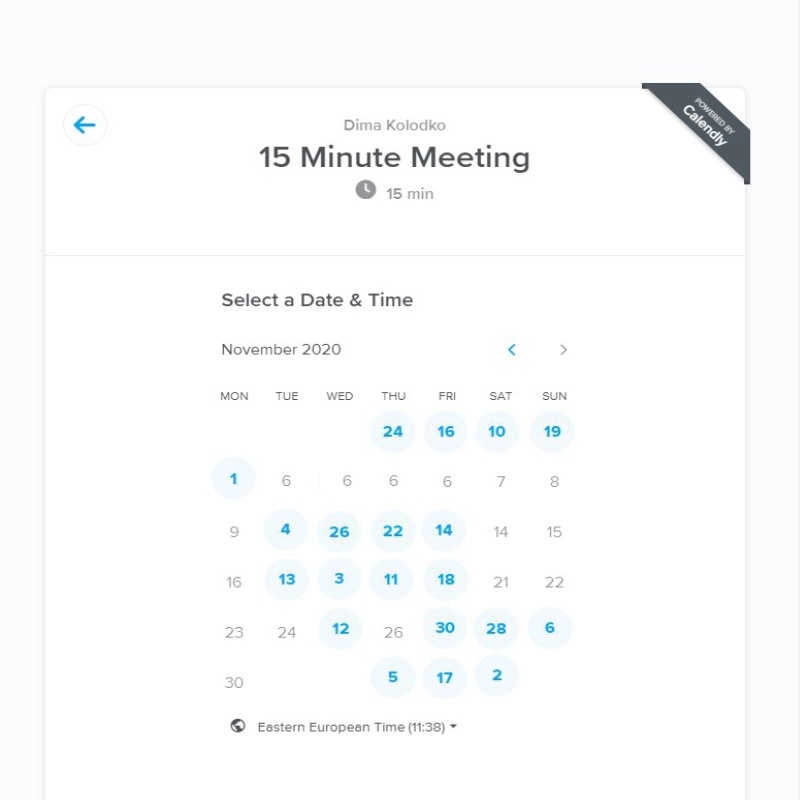 POWERED BY
Calendly
Dima Kolodko
15 Minute Meeting
15 min
Select a Date & Time
November 2020
MON TUE WED THU FRI SAT SUN
24 16 10 19
1 6 6 6 6 7 8
9 4 26 22 14 14 15
16 13 3 11 18 21 22
23 24 12 26 30 28 6
30 5 17 2
Eastern European Time (11:38)